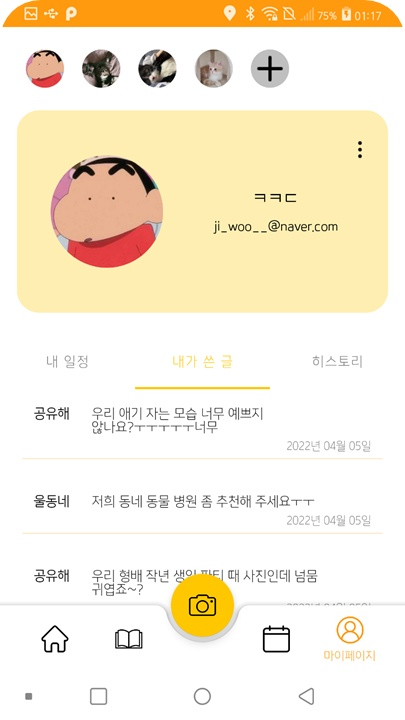 75% 01:17
ㅋㅋㄷ
ji_woo__@naver.com
내 일정 내가 쓴 글 히스토리
공유해 우리 애기 자는 모습 너무 예쁘지
않나요?ㅜㅜㅜㅜㅜ너무
2022년 04월 05일
울동네 저희 동네 동물 병원 좀 추천해 주세요ㅜㅜ
2022년 04월 05일
공유해 우리 형배 작년 생일 파티 때 사진인데 넘뭄
귀엽죠~?
마이페이지